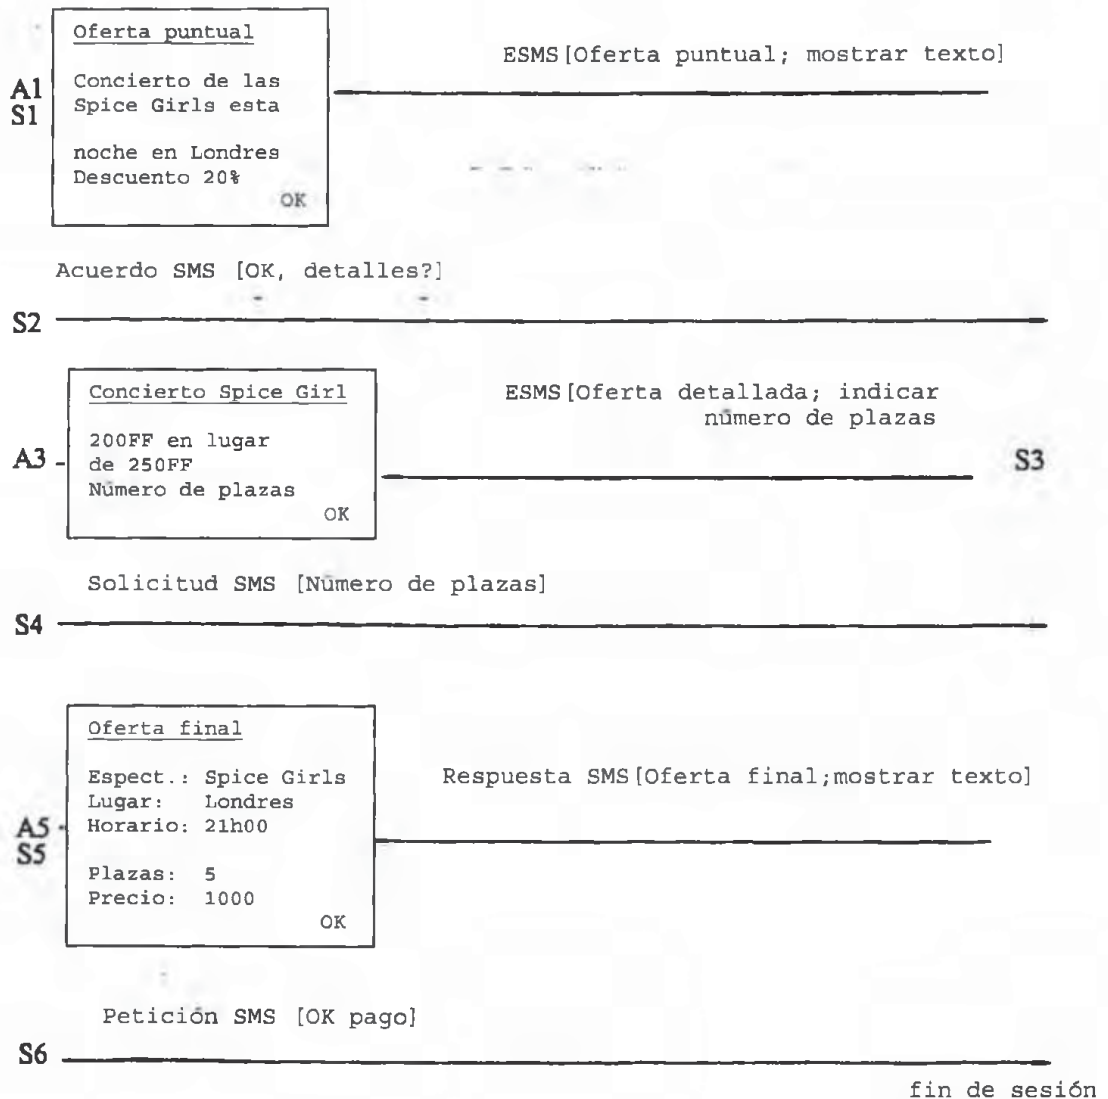 Oferta puntual
ESMS[Oferta puntual; mostrar texto]
A1
S1
Concierto de las
Spice Girls esta
noche en Londres
Descuento 20%
OK
Acuerdo SMS [OK, detalles?]
S2
Concierto Spice Girl
ESMS[Oferta detallada; indicar
número de plazas
A3
200FF en lugar
de 250FF
Número de plazas
OK
S3
Solicitud SMS [Número de plazas]
S4
Oferta final
Espect.: Spice Girls
Lugar: Londres
Horario: 21h00
Plazas: 5
Precio: 1000
OK
Respuesta SMS[Oferta final;mostrar texto]
A5
S5
Petición SMS [OK pago]
S6
fin de sesión